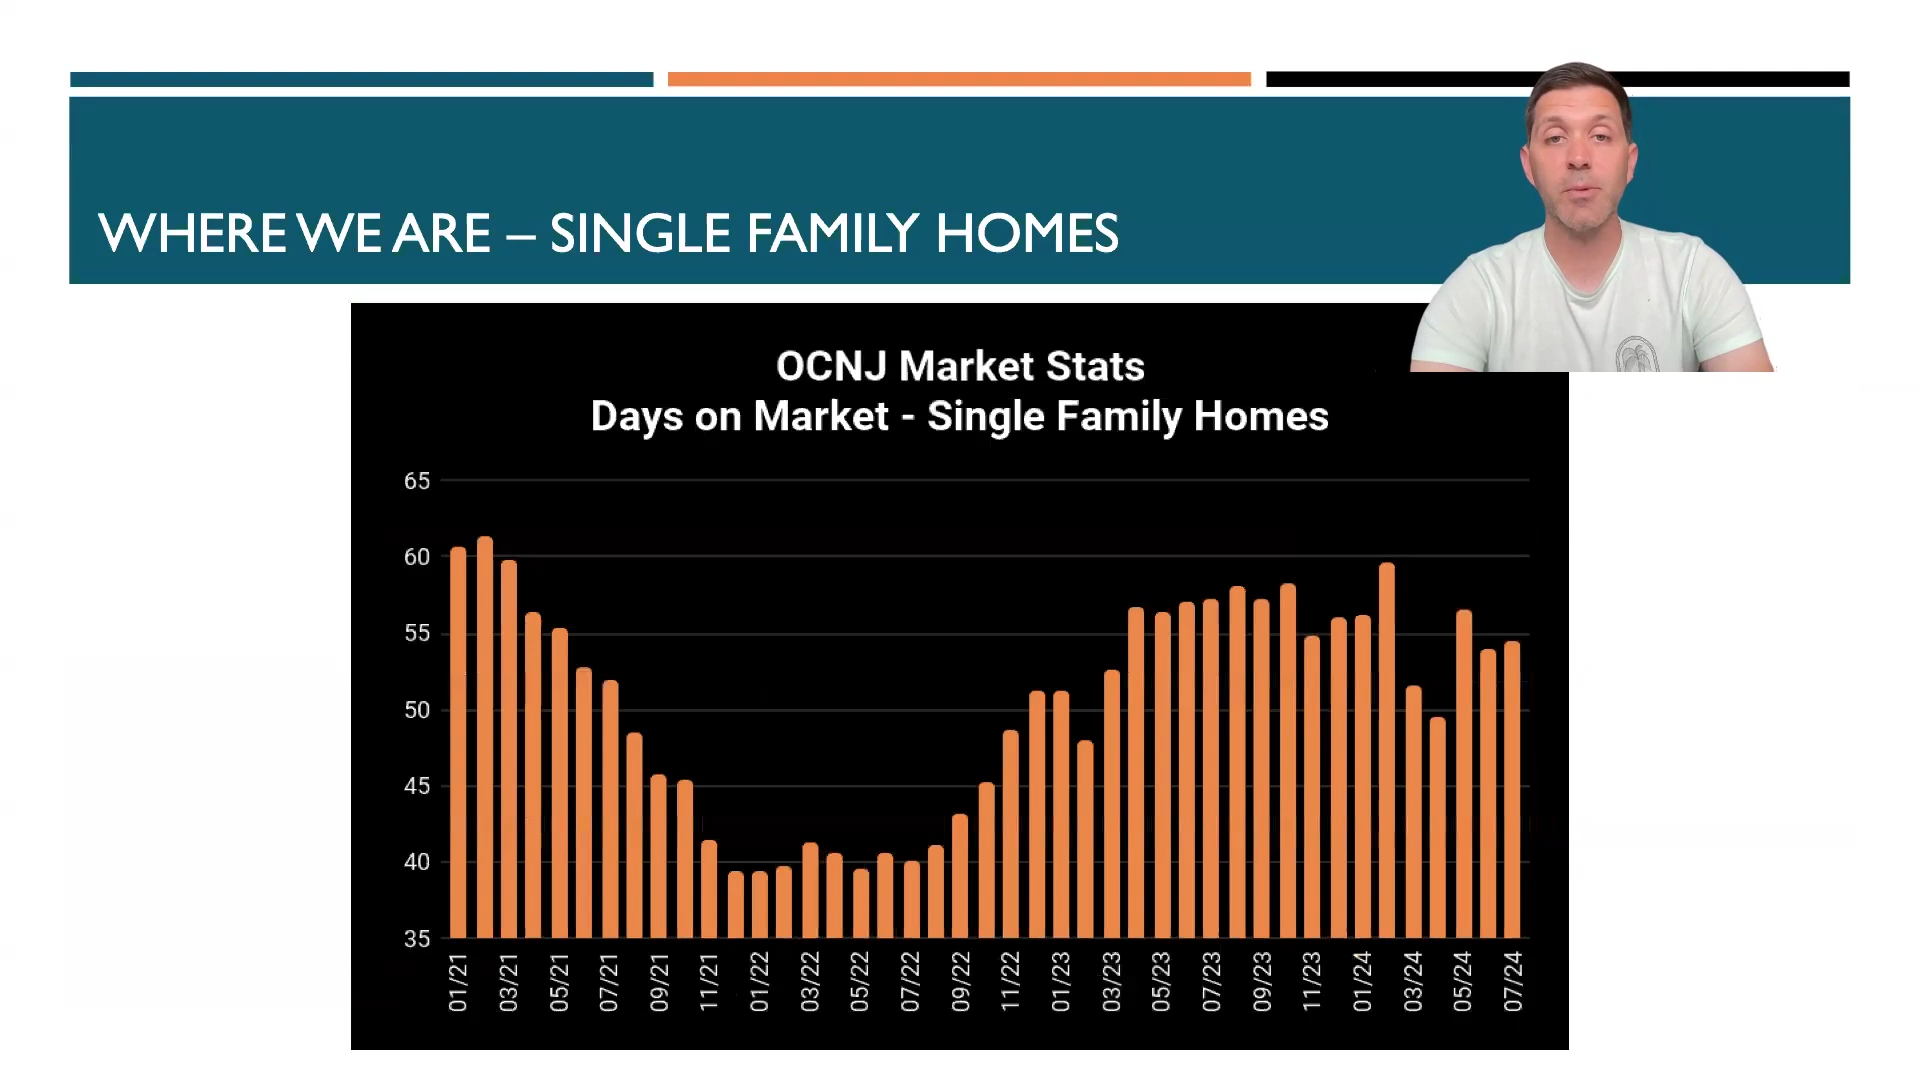 WHERE WE ARE – SINGLE FAMILY HOMES
OCNJ Market Stats
Days on Market - Single Family Homes
65
60
55
50
45
40
35
01/21 03/21 05/21 07/21 09/21 11/21 01/22 03/22 05/22 07/22 09/22 11/22 01/23 03/23 05/23 07/23 09/23 11/23 01/24 03/24 05/24 07/24